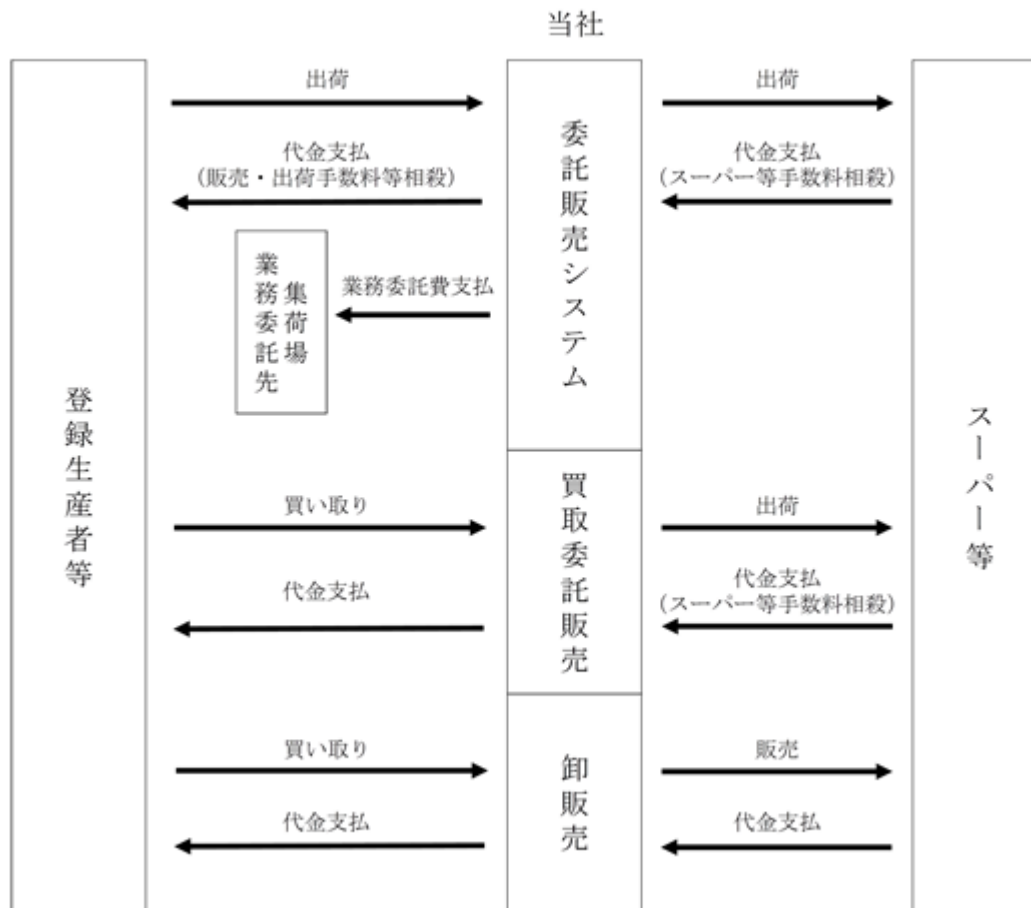 当社
登録生産者等
出荷
代金支払
（販売・出荷手数料等相殺）
集荷場
業務委託先
業務委託費支払
委託販売システム
出荷
代金支払
（スーパー等手数料相殺）
買い取り
代金支払
買取委託販売
出荷
代金支払
（スーパー等手数料相殺）
買い取り
代金支払
卸販売
販売
代金支払
スーパー等